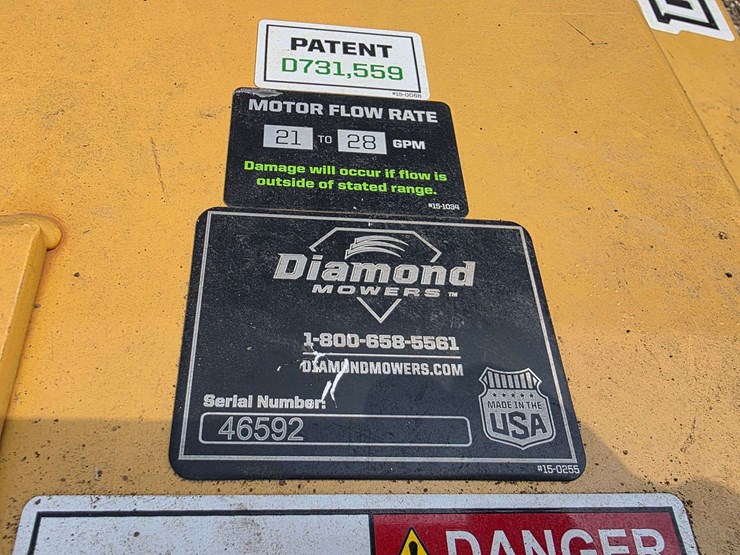 PATENT
D731,559
#15-0068
MOTOR FLOW RATE
21 TO 28 GPM
Damage will occur if flow is
outside of stated range.
#15-1034
Diamond
MOWERS ™
1-800-658-5561
DIAMONDMOWERS.COM
Serial Number:
46592
MADE IN THE
USA
#15-0255
DANGER